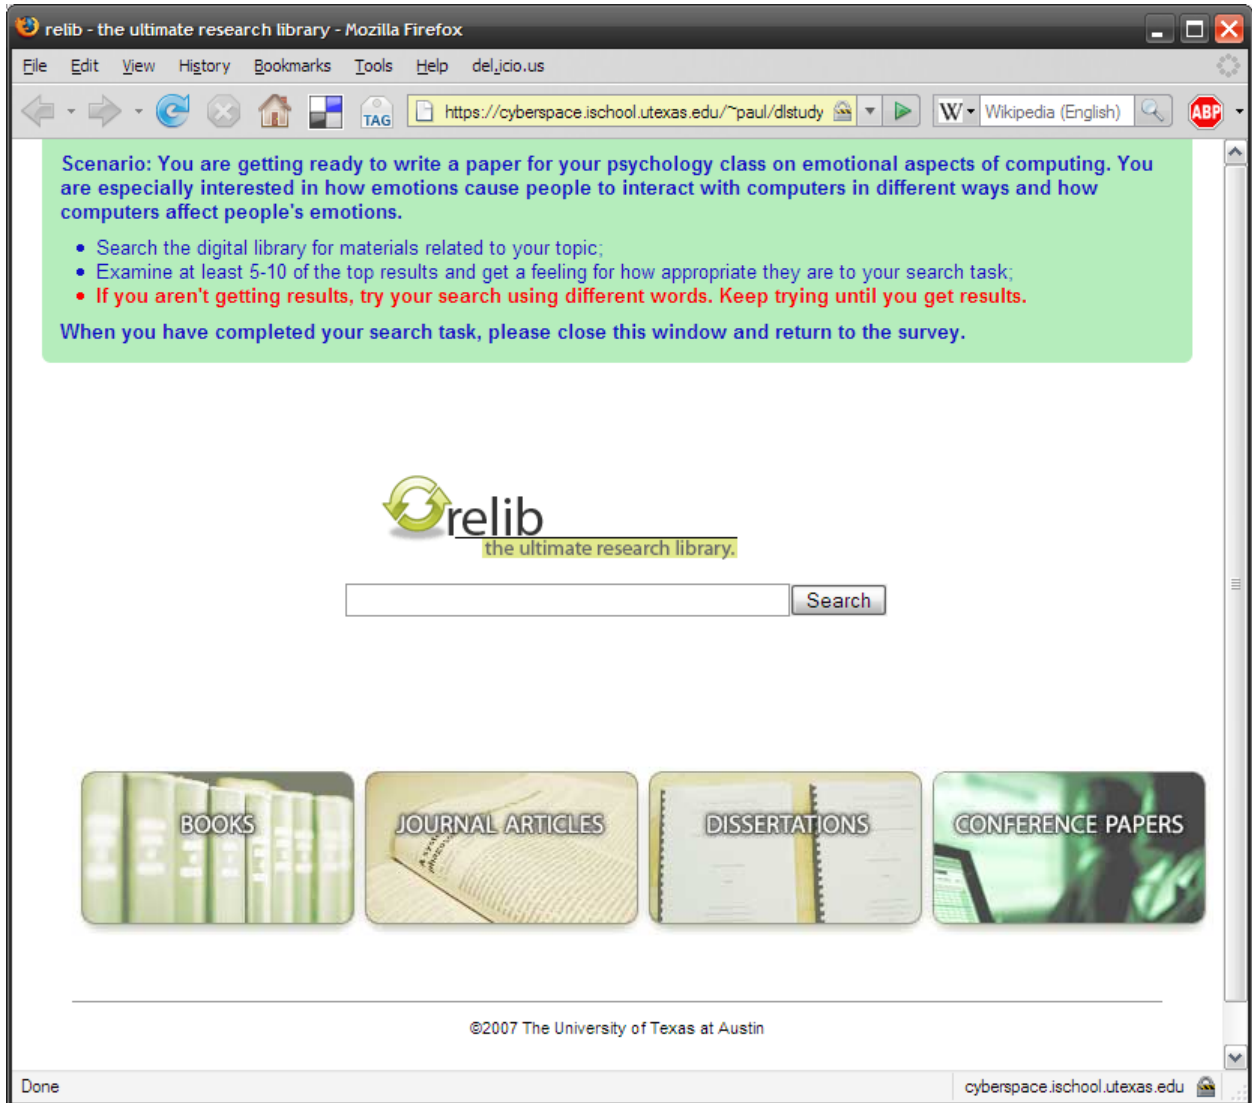 relib - the ultimate research library - Mozilla Firefox
File Edit View History Bookmarks Tools Help del.icio.us
TAG https://cyberspace.ischool.utexas.edu/~paul/dlstudy W Wikipedia (English) ABP
Scenario: You are getting ready to write a paper for your psychology class on emotional aspects of computing. You
are especially interested in how emotions cause people to interact with computers in different ways and how
computers affect people's emotions.
• Search the digital library for materials related to your topic;
• Examine at least 5-10 of the top results and get a feeling for how appropriate they are to your search task;
• If you aren't getting results, try your search using different words. Keep trying until you get results.
When you have completed your search task, please close this window and return to the survey.
relib
the ultimate research library.
Search
BOOKS JOURNAL ARTICLES DISSERTATIONS CONFERENCE PAPERS
©2007 The University of Texas at Austin
Done cyberspace.ischool.utexas.edu